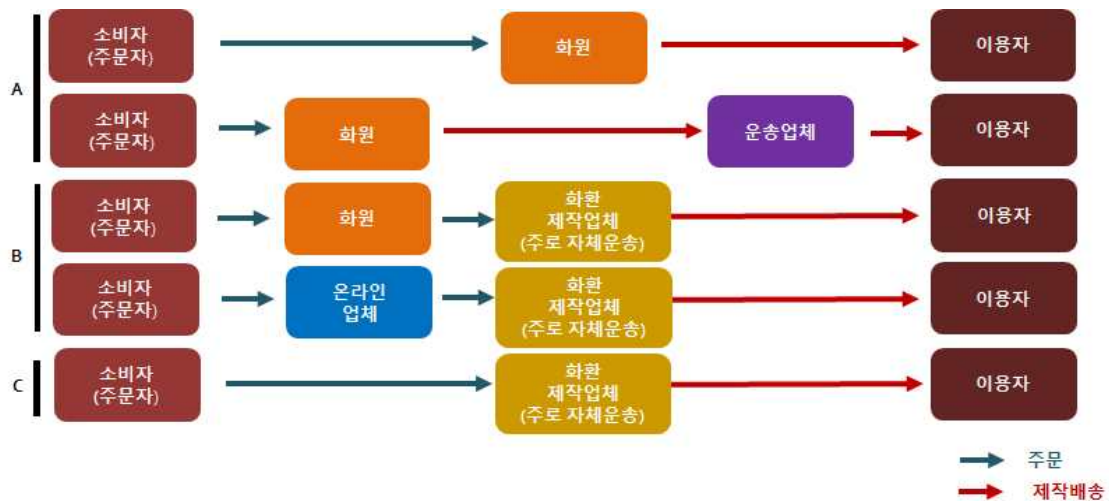 소비자
(주문자)
화원
이용자
A
소비자
(주문자)
화원
운송업체
이용자
소비자
(주문자)
화원
화환
제작업체
(주로 자체운송)
이용자
B
소비자
(주문자)
온라인
업체
화환
제작업체
(주로 자체운송)
이용자
C
소비자
(주문자)
화환
제작업체
(주로 자체운송)
이용자
주문
제작배송